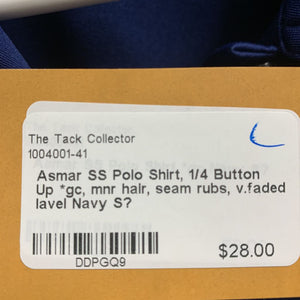 The Tack Collector
1004001-41
Asmar SS Polo Shirt, 1/4 Button
Up *gc, mnr hair, seam rubs, v.faded
lavel Navy S?
DDPGQ9
$28.00